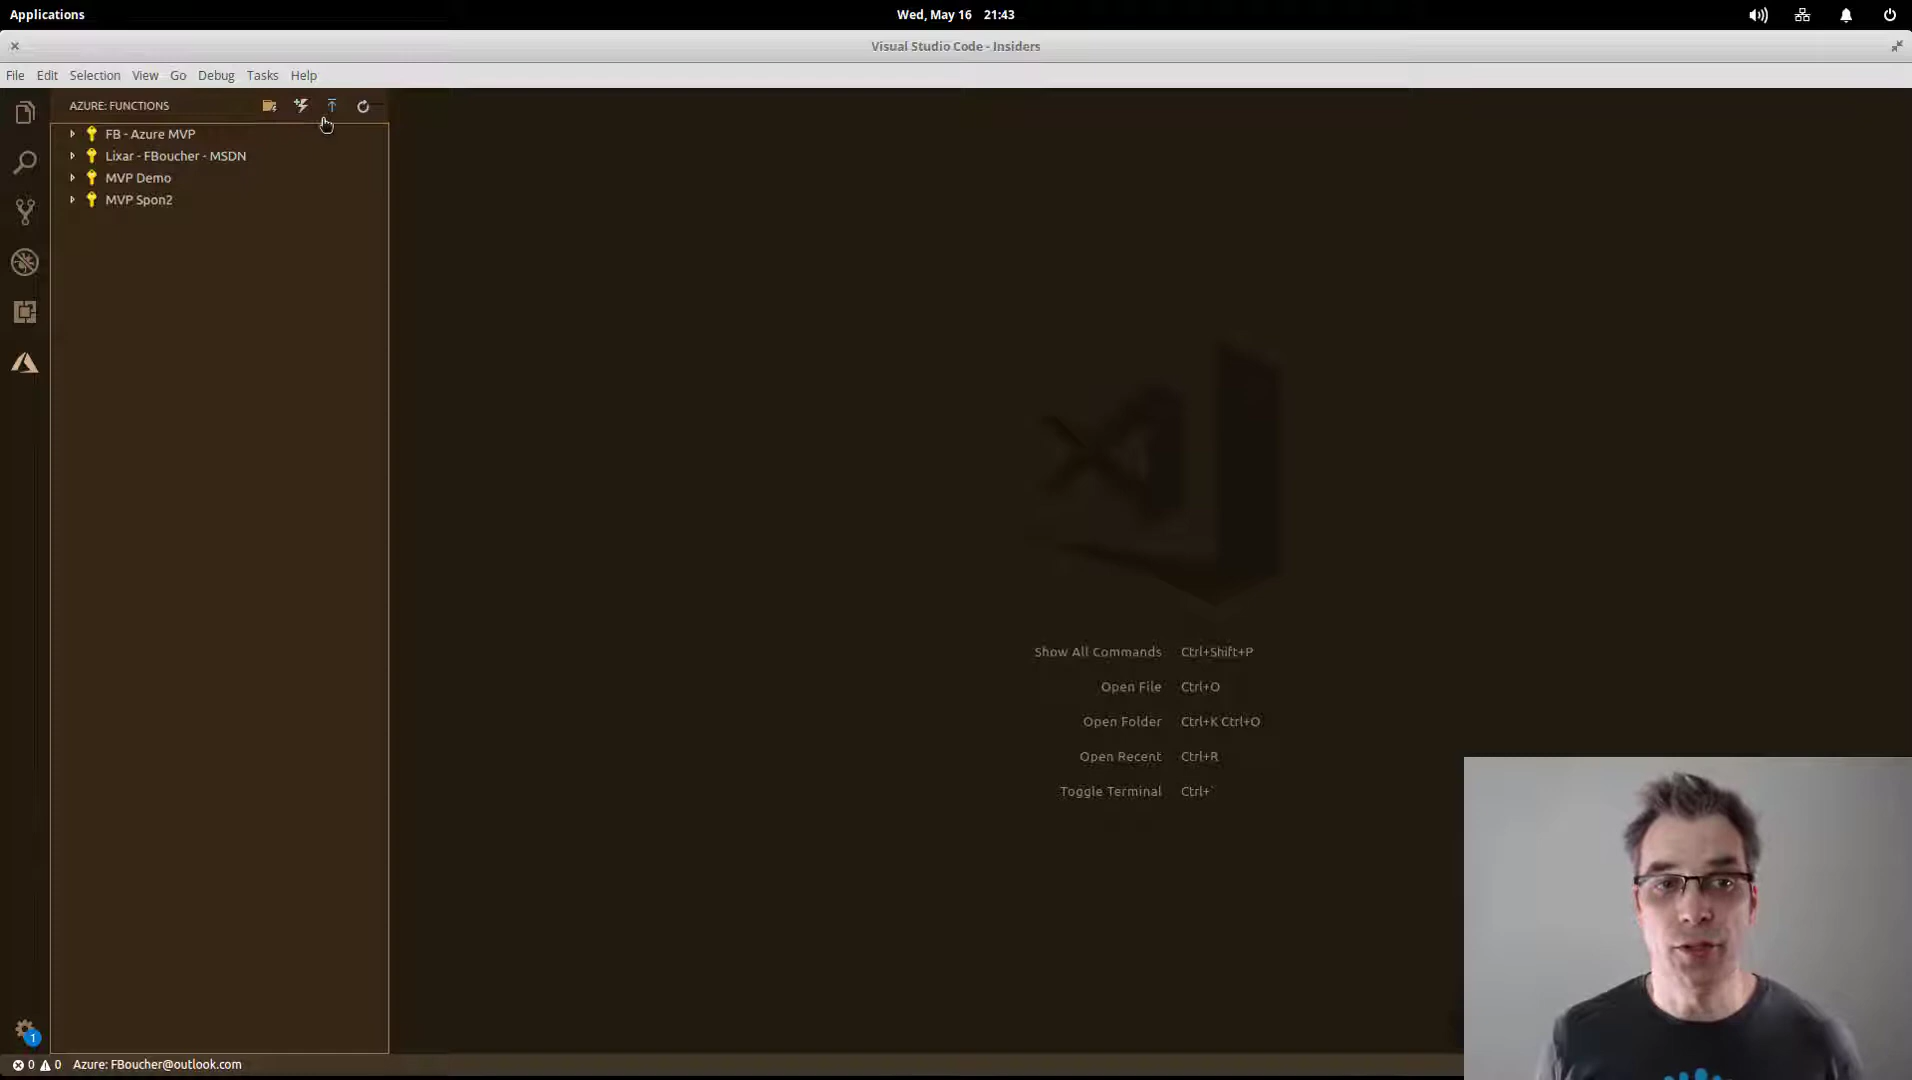 Applications
Wed, May 16 21:43
Visual Studio Code - Insiders
File Edit Selection View Go Debug Tasks Help
AZURE: FUNCTIONS
FB - Azure MVP
Lixar - FBoucher - MSDN
MVP Demo
MVP Spon2
Show All Commands Ctrl+Shift+P
Open File Ctrl+O
Open Folder Ctrl+K Ctrl+O
Open Recent Ctrl+R
Toggle Terminal Ctrl+`
1
0 0 Azure: FBoucher@outlook.com